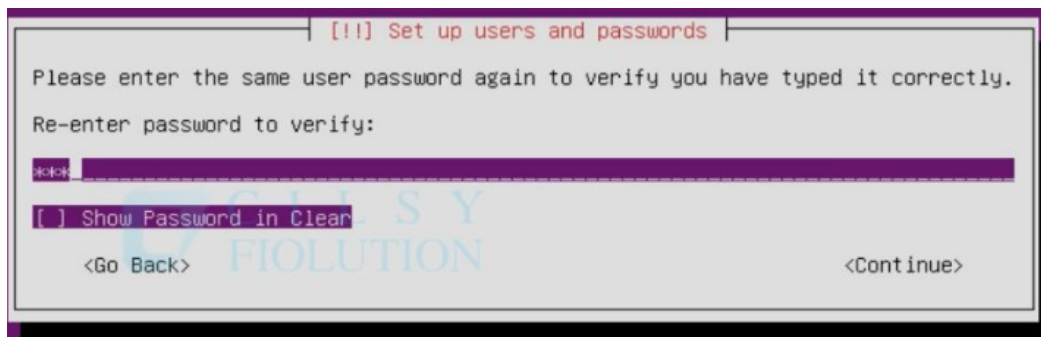 [!!] Set up users and passwords
Please enter the same user password again to verify you have typed it correctly.
Re-enter password to verify:
***
[ ] Show Password in Clear
<Go Back> <Continue>
FIOLUTION